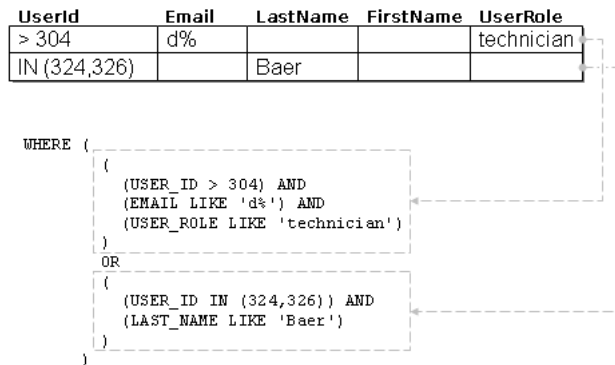 UserId Email LastName FirstName UserRole
> 304 d% technician
IN (324,326) Baer
WHERE (
(
(USER_ID > 304) AND
(EMAIL LIKE 'd%') AND
(USER_ROLE LIKE 'technician')
)
OR
(
(USER_ID IN (324,326)) AND
(LAST_NAME LIKE 'Baer')
)
)